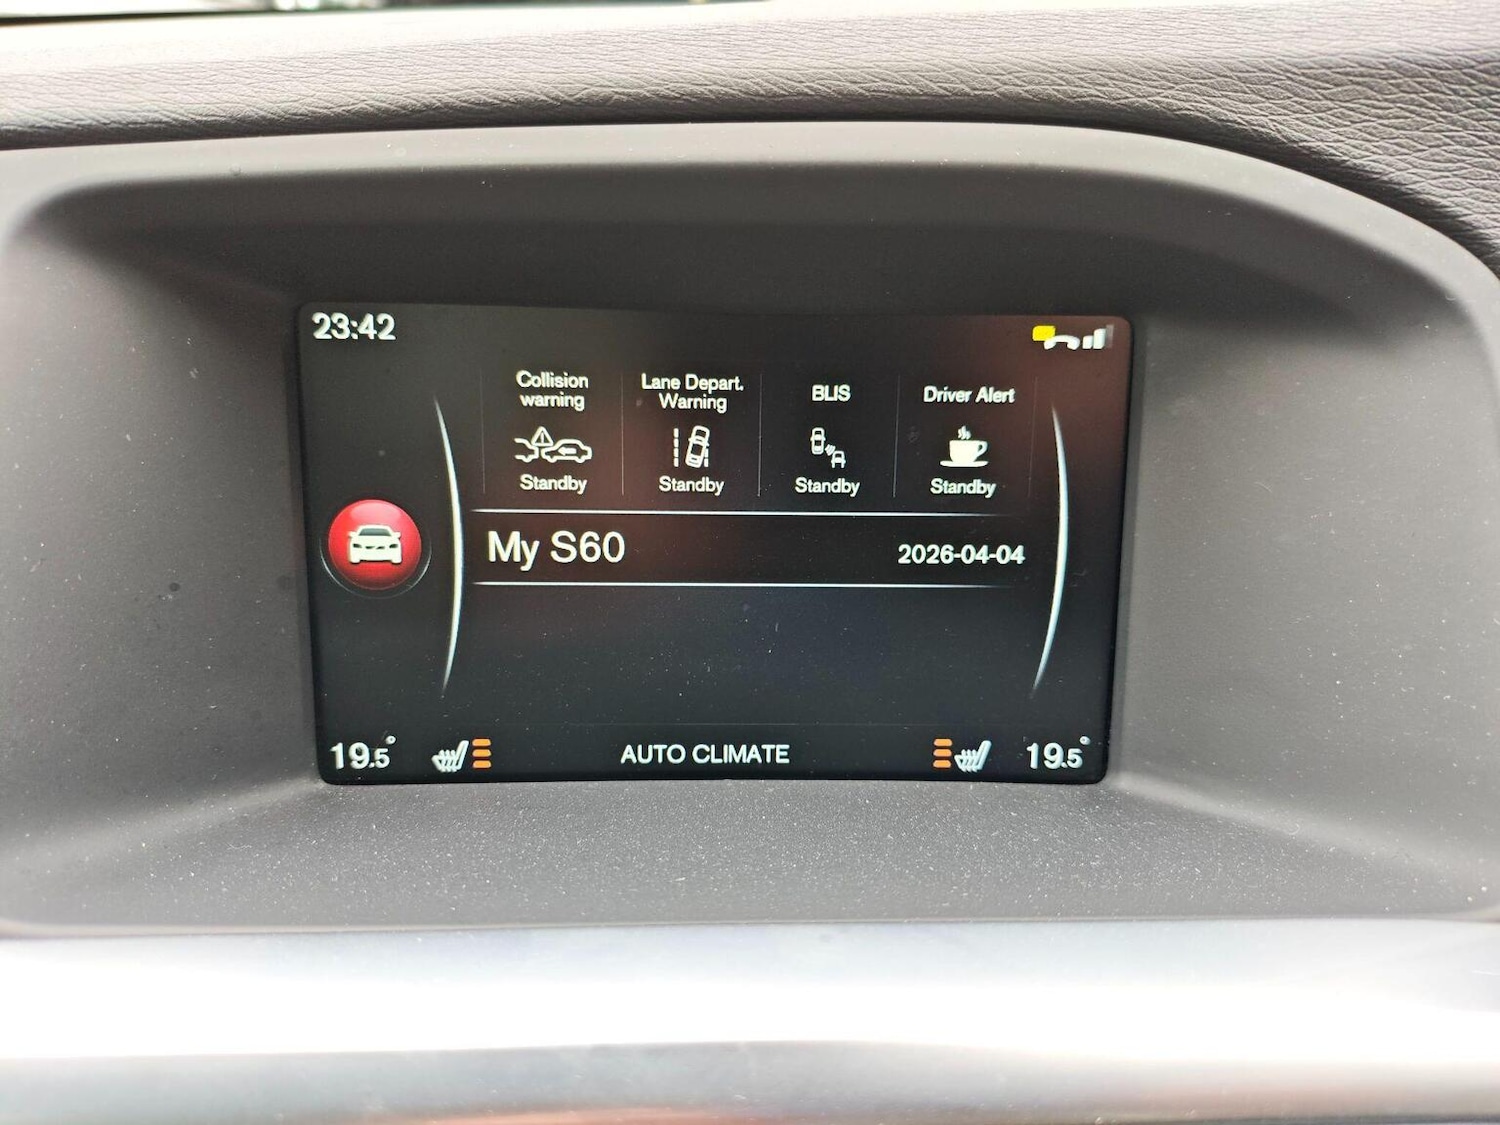 23:42
Collision
warning
Standby
Lane Depart.
Warning
Standby
BLIS
Standby
Driver Alert
Standby
My S60
2026-04-04
19.5°
AUTO CLIMATE
19.5°